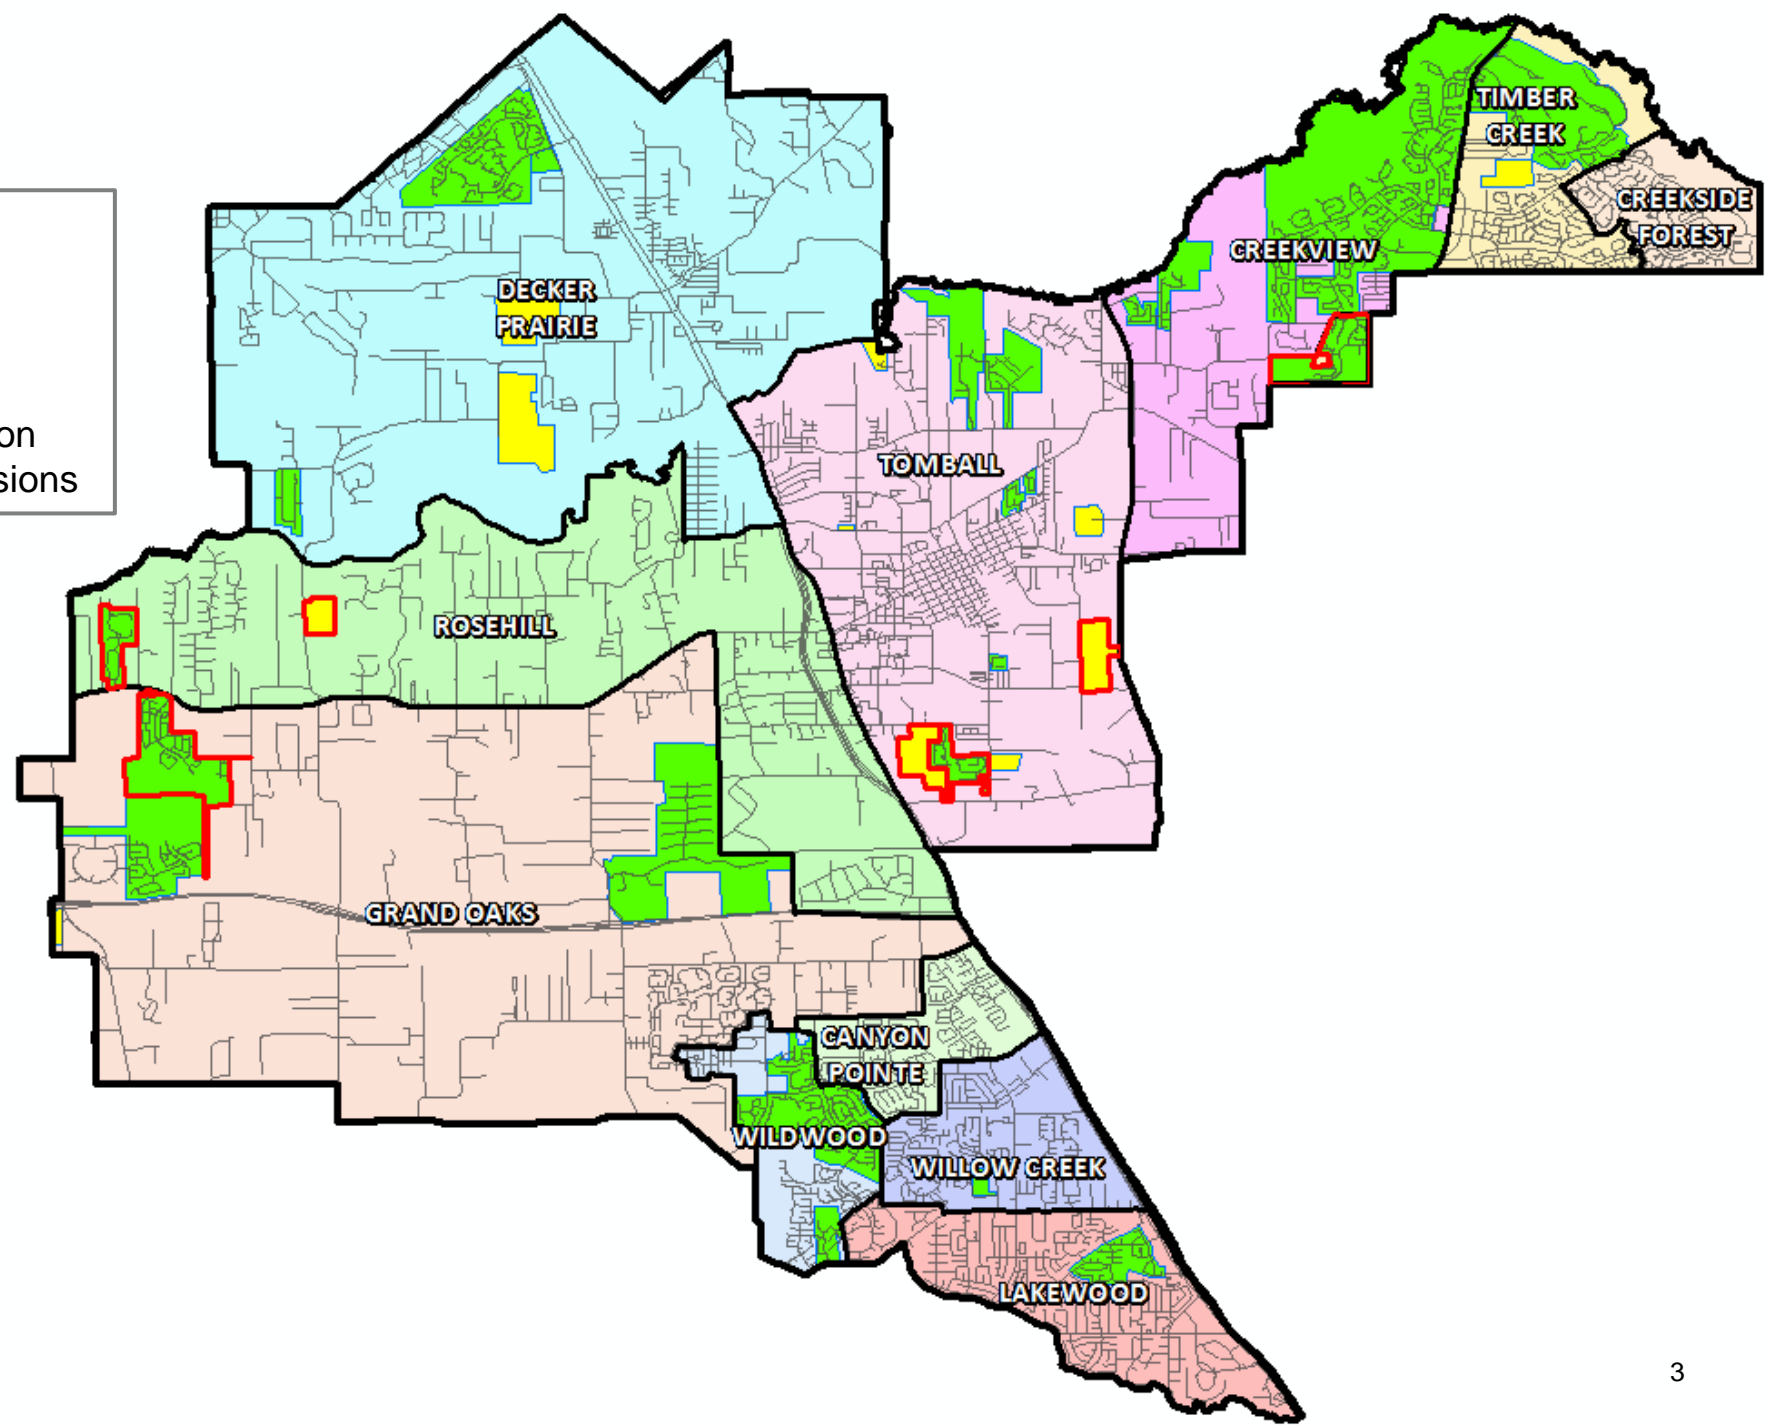 TIMBER
CREEK
CREEKSIDE
FOREST
CREEKVIEW
DECKER
PRAIRIE
on
sions
TOMBALL
ROSEHILL
GRAND OAKS
CANYON
POINTE
WILDWOOD
WILLOW CREEK
LAKEWOOD
3